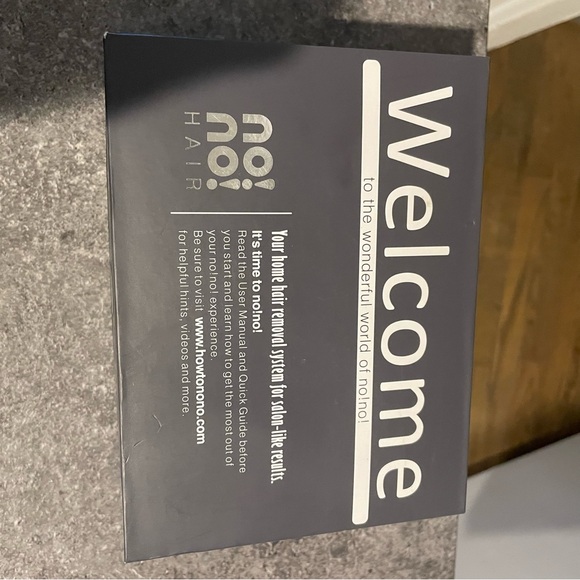 Welcome
to the wonderful world of no!no!
no!
no!
HAIR
Your home hair removal system for salon-like results.
It's time to no!no!
Read the User Manual and Quick Guide before
you start and learn how to get the most out of
your no!no! experience.
Be sure to visit www.howtonono.com
for helpful hints, videos and more.